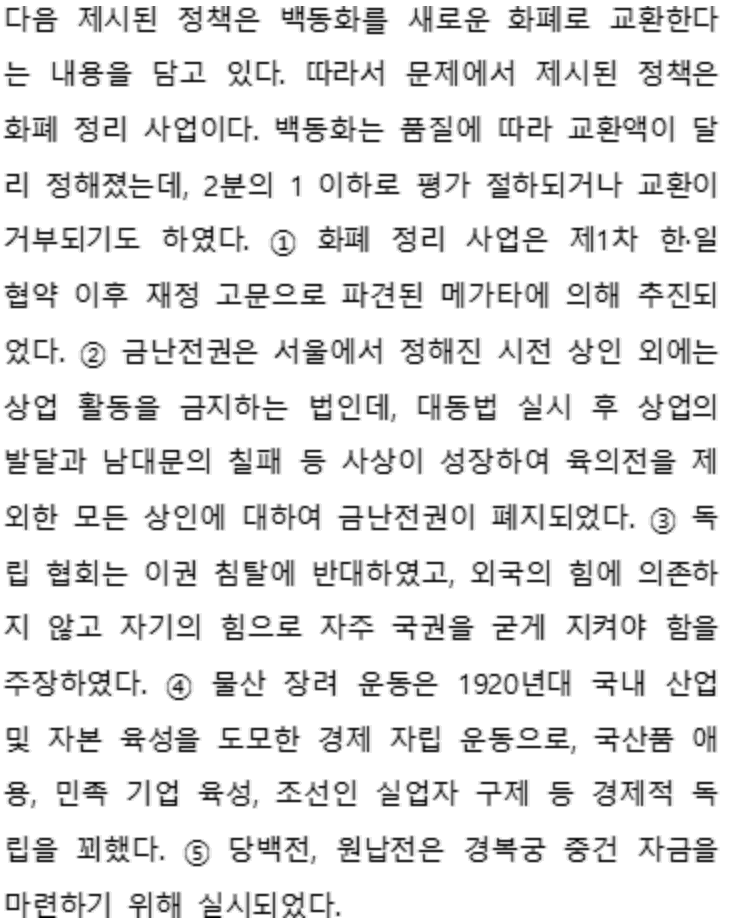 다음 제시된 정책은 백동화를 새로운 화폐로 교환한다
는 내용을 담고 있다. 따라서 문제에서 제시된 정책은
화폐 정리 사업이다. 백동화는 품질에 따라 교환액이 달
리 정해졌는데, 2분의 1 이하로 평가 절하되거나 교환이
거부되기도 하였다. ① 화폐 정리 사업은 제1차 한·일
협약 이후 재정 고문으로 파견된 메가타에 의해 추진되
었다. ② 금난전권은 서울에서 정해진 시전 상인 외에는
상업 활동을 금지하는 법인데, 대동법 실시 후 상업의
발달과 남대문의 칠패 등 사상이 성장하여 육의전을 제
외한 모든 상인에 대하여 금난전권이 폐지되었다. ③ 독
립 협회는 이권 침탈에 반대하였고, 외국의 힘에 의존하
지 않고 자기의 힘으로 자주 국권을 굳게 지켜야 함을
주장하였다. ④ 물산 장려 운동은 1920년대 국내 산업
및 자본 육성을 도모한 경제 자립 운동으로, 국산품 애
용, 민족 기업 육성, 조선인 실업자 구제 등 경제적 독
립을 꾀했다. ⑤ 당백전, 원납전은 경복궁 중건 자금을
마련하기 위해 실시되었다.